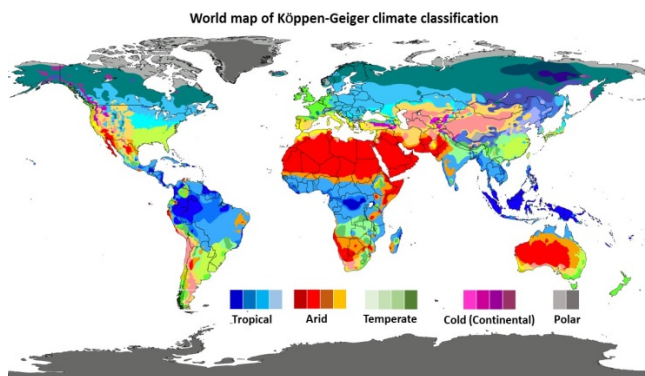 World map of Köppen-Geiger climate classification
Tropical
Arid
Temperate
Cold (Continental)
Polar